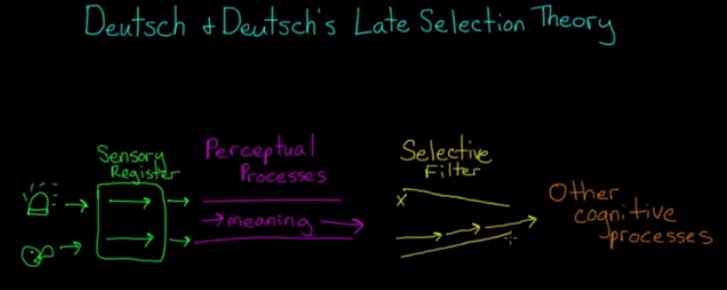 Deutsch + Deutsch's Late Selection Theory
Sensory
Register
Perceptual
Processes
meaning
Selective
Filter
x
Other
cognitive
processes